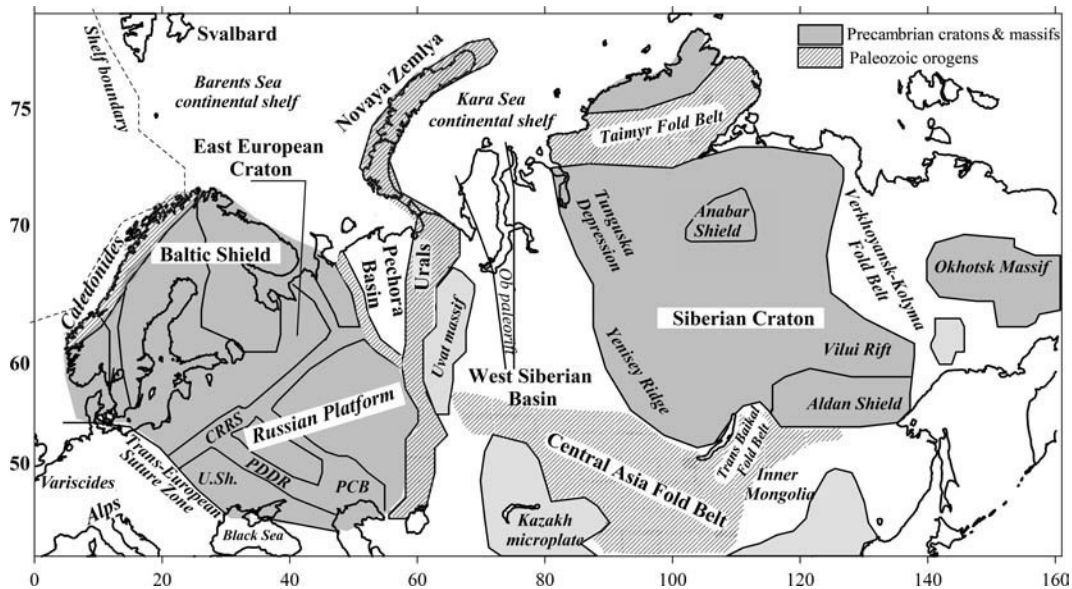 Svalbard
Shelf boundary
Barents Sea
continental shelf
Novaya Zemlya
Kara Sea
continental shelf
Precambrian cratons & massifs
Paleozoic orogens
Taimyr Fold Belt
East European
Craton
Baltic Shield
Caledonides
Pechora
Basin
Urals
Uvat massif
Ob paleorift
Tunguska
Depression
Anabar
Shield
Verkhoyansk-Kolyma
Fold Belt
Okhotsk Massif
Siberian Craton
Yenisey Ridge
Vilui Rift
Aldan Shield
West Siberian
Basin
Russian Platform
CRRS
PDDR
U.Sh.
PCB
Trans-European
Suture Zone
Variscides
Alps
Black Sea
Kazakh
microplata
Central Asia Fold Belt
Trans Baikal
Fold Belt
Inner
Mongolia
75
70
60
50
0
20
40
60
80
100
120
140
160